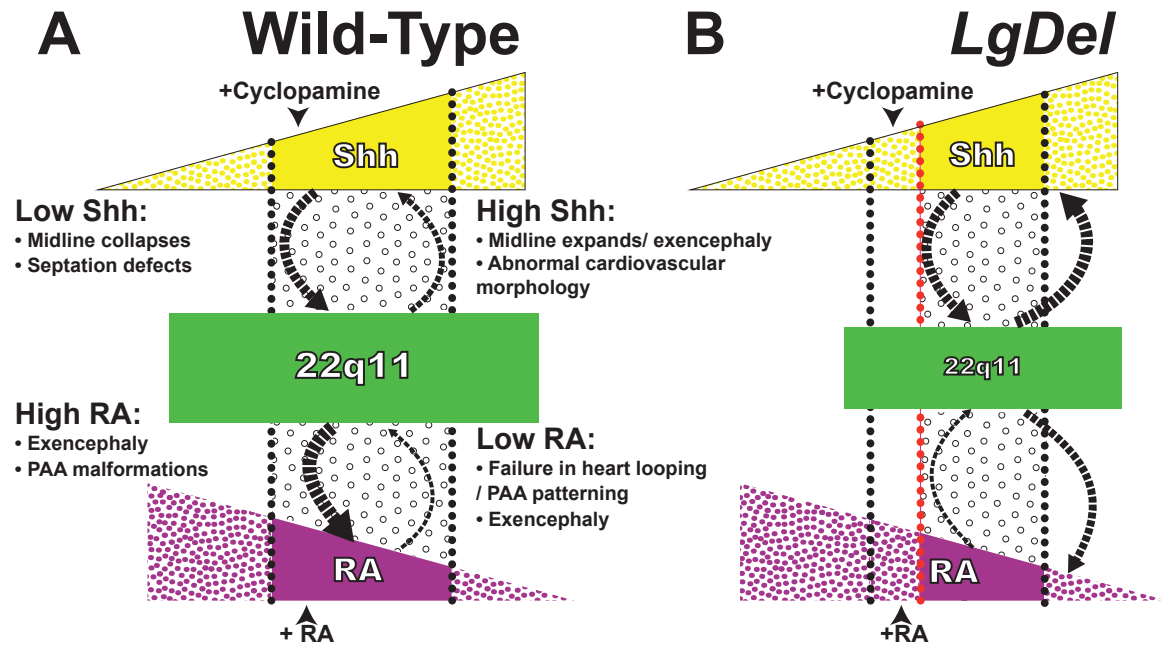 A Wild-Type
+Cyclopamine
Shh
Low Shh:
• Midline collapses
• Septation defects
High Shh:
• Midline expands/ exencephaly
• Abnormal cardiovascular
morphology
22q11
High RA:
• Exencephaly
• PAA malformations
Low RA:
• Failure in heart looping
/ PAA patterning
• Exencephaly
RA
+ RA
B LgDel
+Cyclopamine
Shh
22q11
RA
+RA